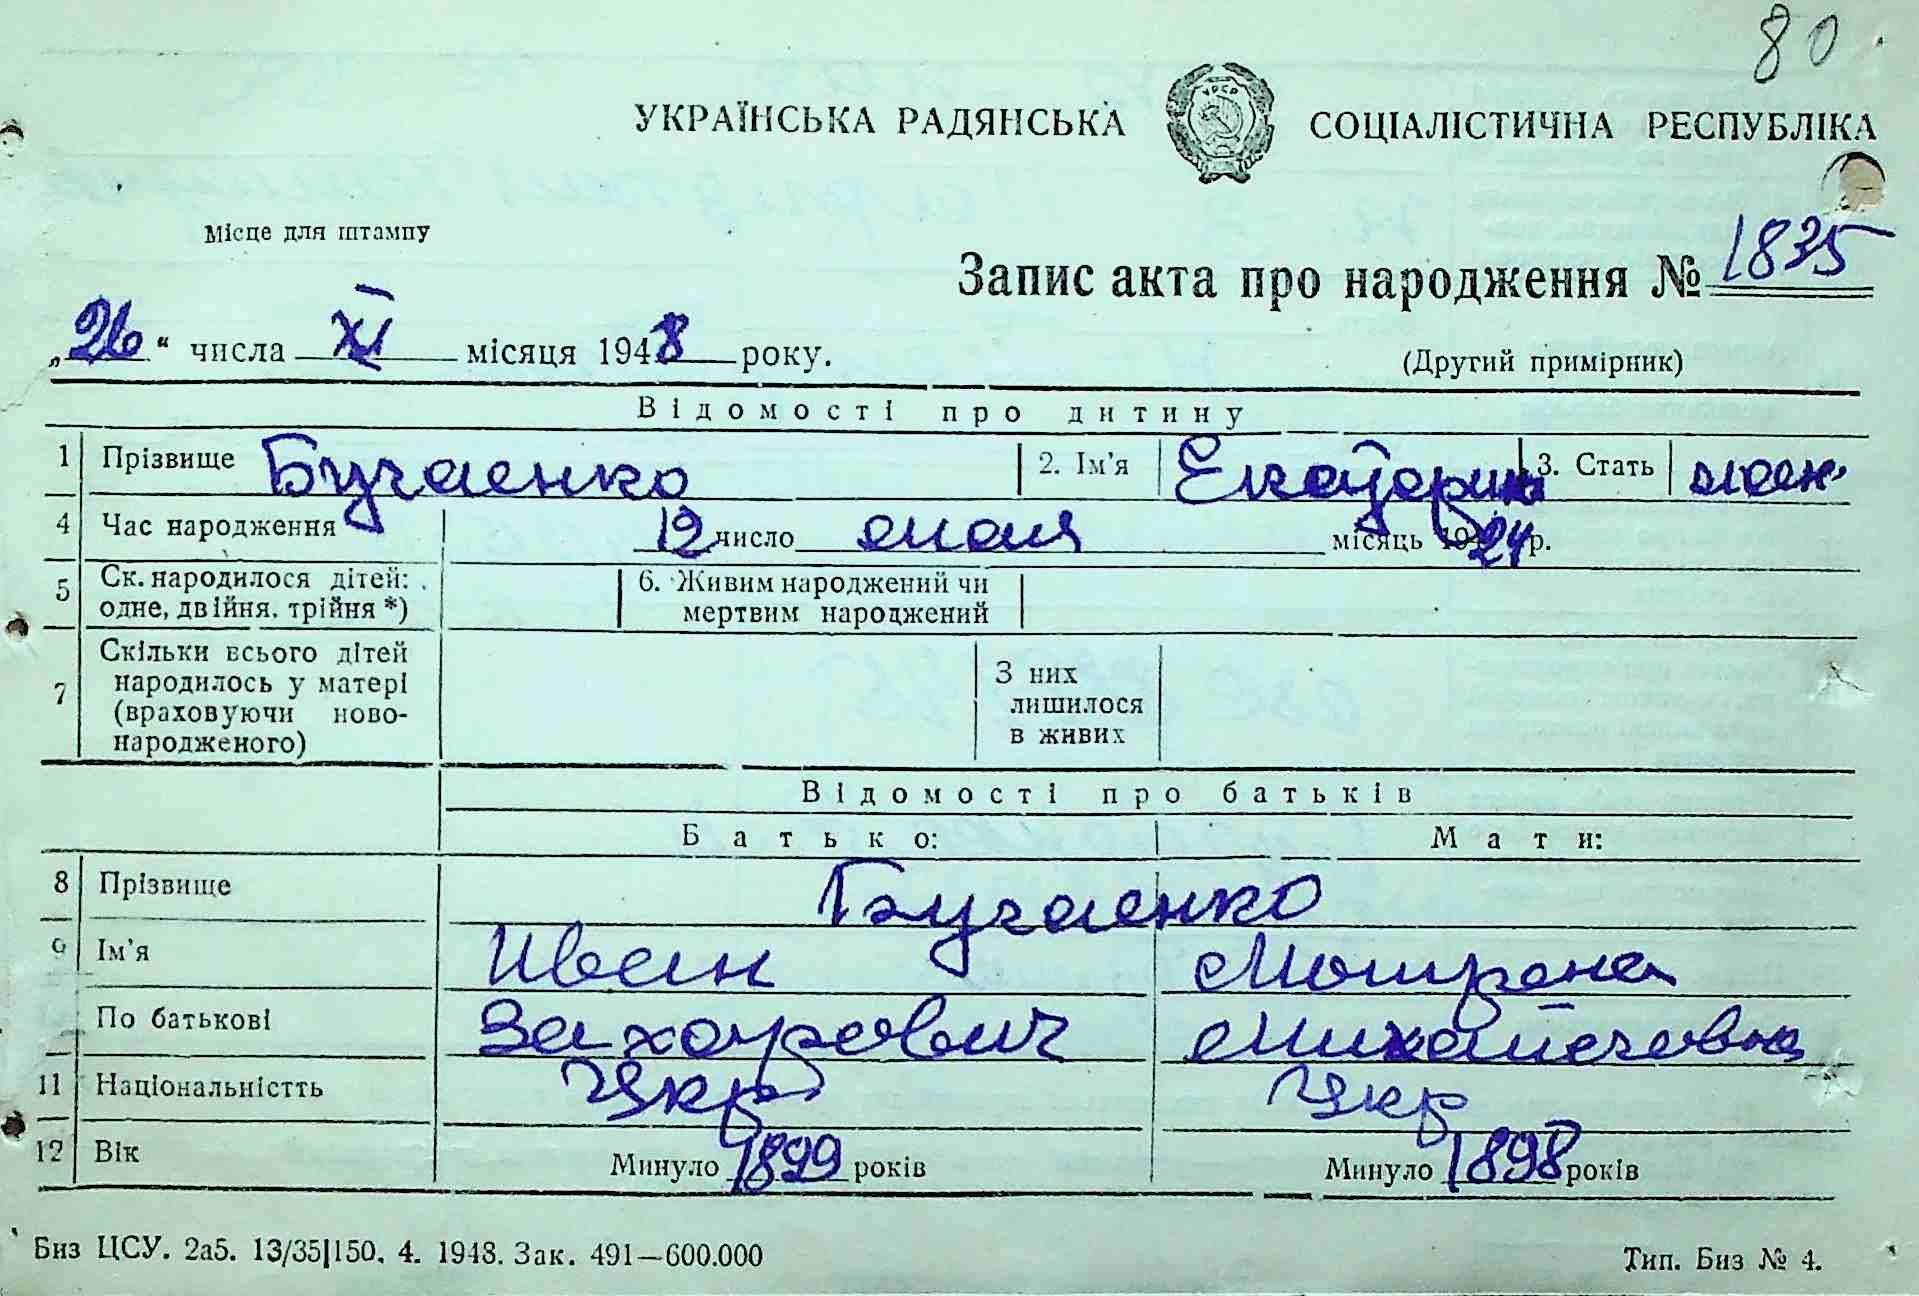 80
УКРАЇНСЬКА РАДЯНСЬКА СОЦІАЛІСТИЧНА РЕСПУБЛІКА
УРСР
Місце для штампу
Запис акта про народження № 1835
„26“ числа XI місяця 1948 року.
(Другий примірник)
Відомості про дитину
1 Прізвище Бугаенко 2. Ім’я Екатерина 3. Стать жен.
4 Час народження 12 число мая місяць 1924 р.
5 Ск. народилося дітей: одне, двійня, трійня *) 6. Живим народжений чи мертвим народжений
7 Скільки всього дітей народилось у матері (враховуючи новонародженого) З них лишилося в живих
Відомості про батьків
Батько: Мати:
8 Прізвище Бугаенко
9 Ім’я Иван Мотрена
По батькові Захарович Михайловна
11 Національністть Укр Укр
12 Вік Минуло 1899 років Минуло 1898 років
Биз ЦСУ. 2а5. 13/35|150. 4. 1948. Зак. 491—600.000 Тип. Биз № 4.